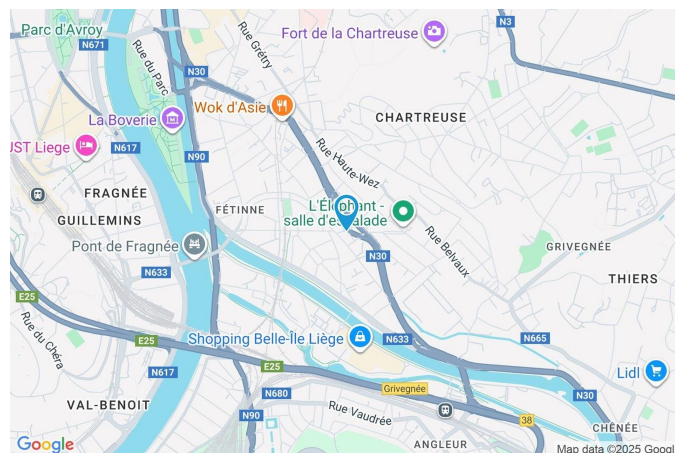 Parc d'Avroy
N671
Rue du Parc
N30
Rue Grétry
Fort de la Chartreuse
N3
Wok d'Asie
La Boverie
CHARTREUSE
UST Liege
N617
N90
Rue Haute-Wez
FRAGNÉE
GUILLEMINS
FÉTINNE
L'Éléphant -
salle d'escalade
Pont de Fragnée
Rue Belvaux
GRIVEGNÉE
N30
N633
THIERS
E25
Rue du Chéra
E25
Shopping Belle-Île Liège
N633
N665
E25
N617
Lidl
Grivegnée
N680
N30
VAL-BENOIT
N90
Rue Vaudrée
38
CHÊNÉE
ANGLEUR
Google
Map data ©2025 Googl